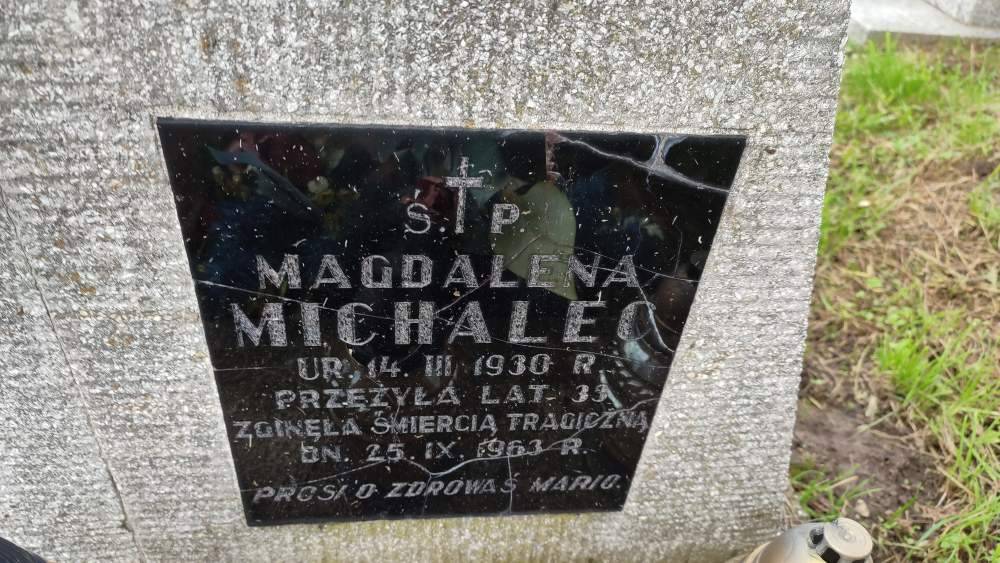 Ś. P.
MAGDALENA
MICHALEC
UR. 14. III 1930 R.
PRZEŻYŁA LAT 33
ZGINĘŁA ŚMIERCIĄ TRAGICZNĄ
DN. 25. IX. 1963 R.
PROSI O ZDROWAŚ MARIO.